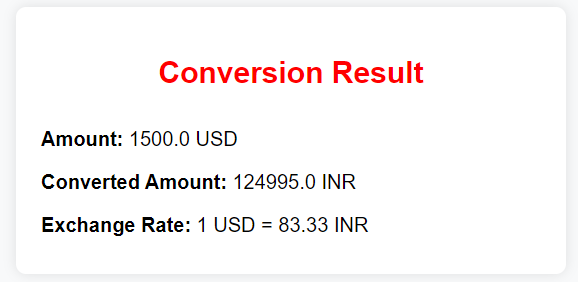 Conversion Result
Amount: 1500.0 USD
Converted Amount: 124995.0 INR
Exchange Rate: 1 USD = 83.33 INR